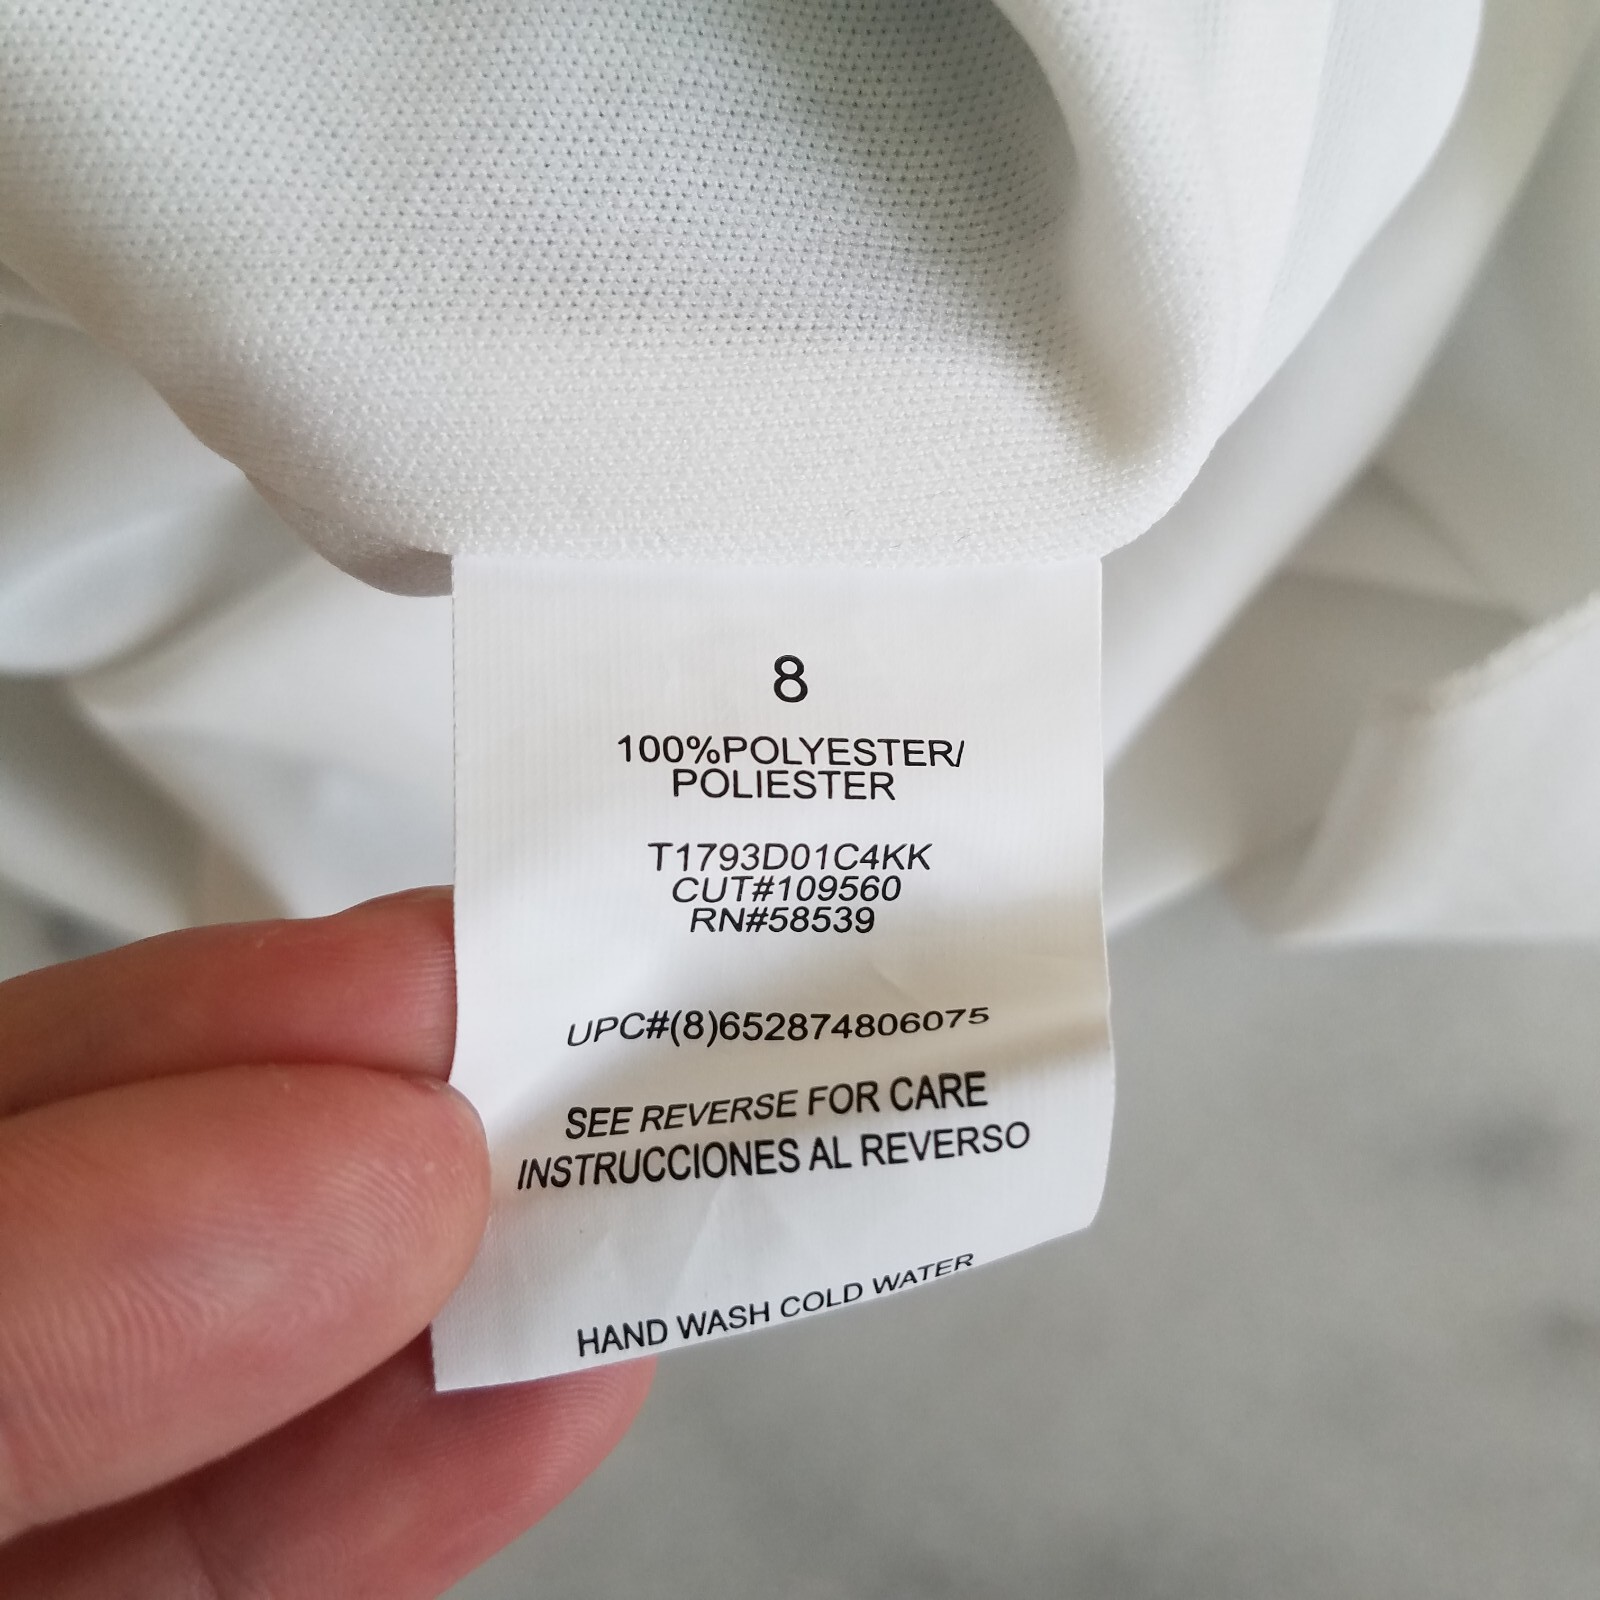 8
100%POLYESTER/
POLIESTER
T1793D01C4KK
CUT#109560
RN#58539
UPC#(8)652874806075
SEE REVERSE FOR CARE
INSTRUCCIONES AL REVERSO
HAND WASH COLD WATER